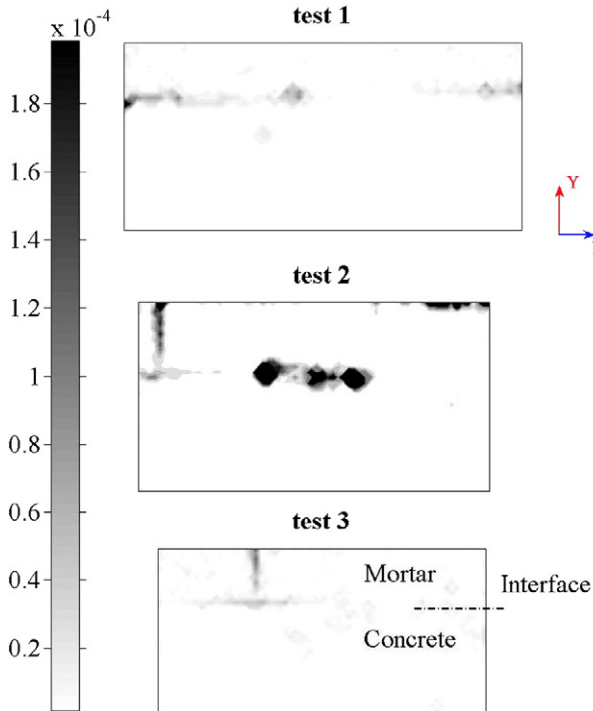 x 10⁻⁴
test 1
1.8
1.6
1.4
1.2
1
0.8
0.6
0.4
0.2
Y
test 2
test 3
Mortar
Interface
Concrete